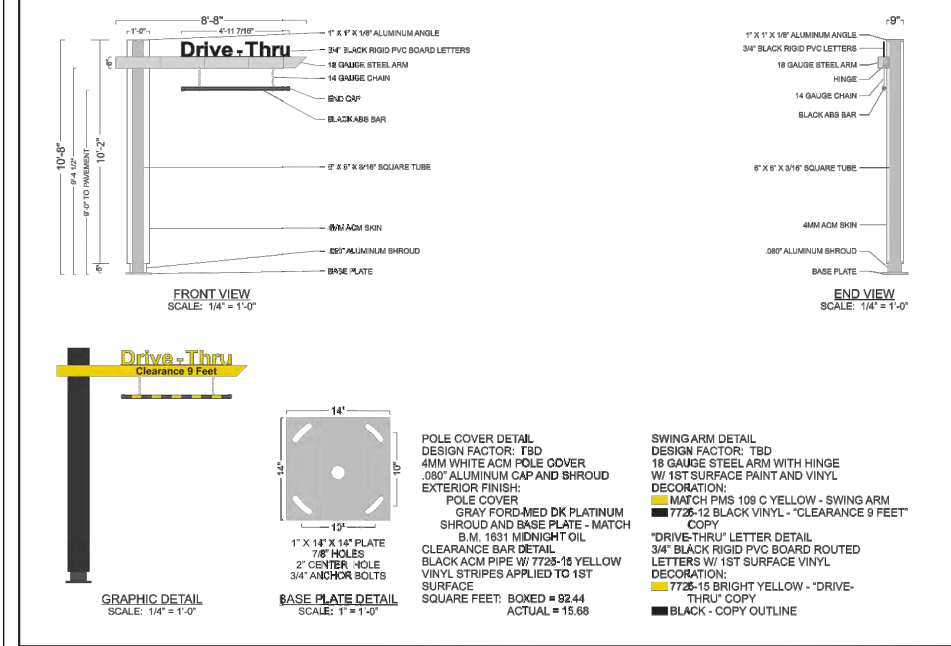 8'-8"
1'-0"
4'-11 7/16"
Drive-Thru
6"
10'-8"
9'-4 1/2"
9'-0" TO PAVEMENT
10'-2"
6"
1" X 1" X 1/8" ALUMINUM ANGLE
3/4" BLACK RIGID PVC BOARD LETTERS
18 GAUGE STEEL ARM
14 GAUGE CHAIN
END CAP
BLACK ABS BAR
6" X 6" X 3/16" SQUARE TUBE
4MM ACM SKIN
.080" ALUMINUM SHROUD
BASE PLATE
FRONT VIEW
SCALE: 1/4" = 1'-0"
9"
1" X 1" X 1/8" ALUMINUM ANGLE
3/4" BLACK RIGID PVC LETTERS
18 GAUGE STEEL ARM
HINGE
14 GAUGE CHAIN
BLACK ABS BAR
6" X 6" X 3/16" SQUARE TUBE
4MM ACM SKIN
.080" ALUMINUM SHROUD
BASE PLATE
END VIEW
SCALE: 1/4" = 1'-0"
Drive-Thru
Clearance 9 Feet
GRAPHIC DETAIL
SCALE: 1/4" = 1'-0"
14"
14"
10"
10"
1" X 14" X 14" PLATE
7/8" HOLES
2" CENTER HOLE
3/4" ANCHOR BOLTS
BASE PLATE DETAIL
SCALE: 1" = 1'-0"
POLE COVER DETAIL
DESIGN FACTOR: TBD
4MM WHITE ACM POLE COVER
.080" ALUMINUM CAP AND SHROUD
EXTERIOR FINISH:
POLE COVER
GRAY FORD-MED DK PLATINUM
SHROUD AND BASE PLATE - MATCH
B.M. 1631 MIDNIGHT OIL
CLEARANCE BAR DETAIL
BLACK ACM PIPE W/ 7725-15 YELLOW
VINYL STRIPES APPLIED TO 1ST
SURFACE
SQUARE FEET: BOXED = 92.44
ACTUAL = 15.68
SWING ARM DETAIL
DESIGN FACTOR: TBD
18 GAUGE STEEL ARM WITH HINGE
W/ 1ST SURFACE PAINT AND VINYL
DECORATION:
MATCH PMS 109 C YELLOW - SWING ARM
7725-12 BLACK VINYL - "CLEARANCE 9 FEET"
COPY
"DRIVE-THRU" LETTER DETAIL
3/4" BLACK RIGID PVC BOARD ROUTED
LETTERS W/ 1ST SURFACE VINYL
DECORATION:
7725-15 BRIGHT YELLOW - "DRIVE-
THRU" COPY
BLACK - COPY OUTLINE